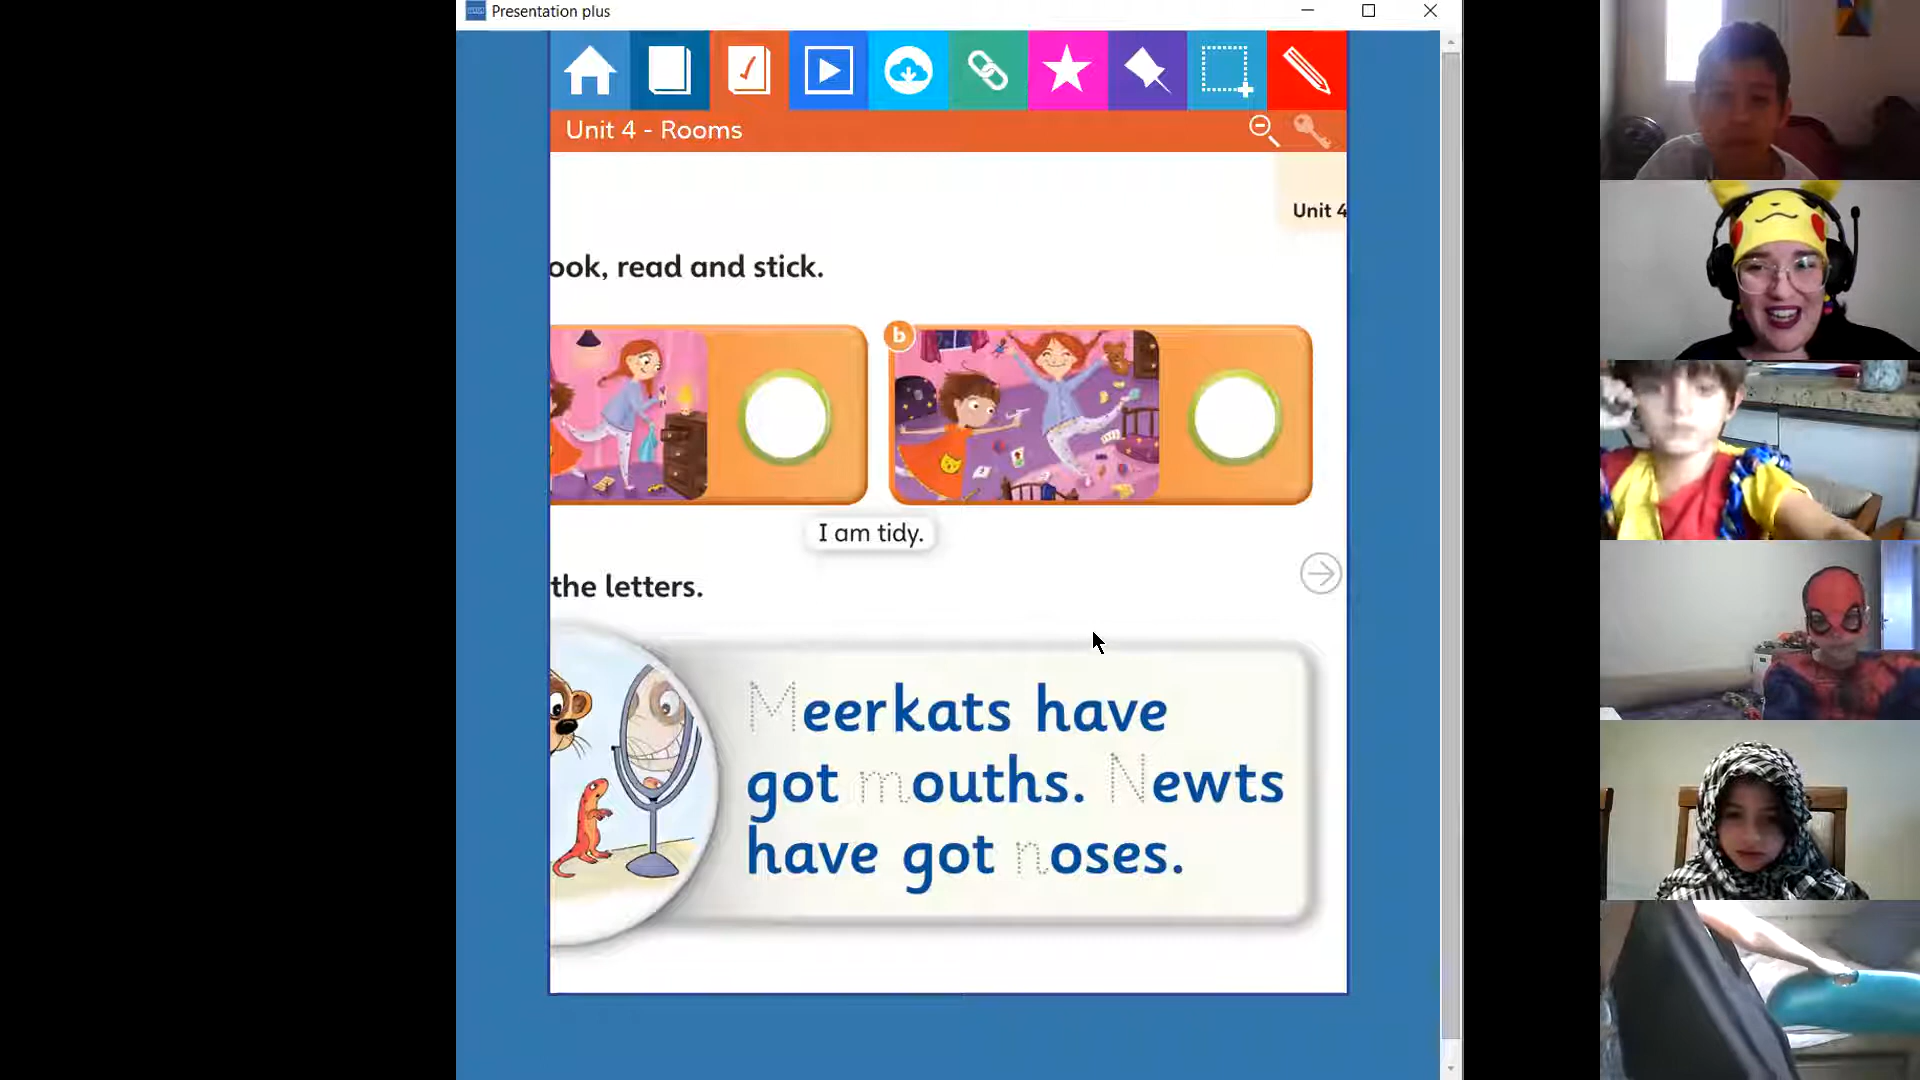 Presentation plus
Unit 4 - Rooms
Unit 4
ook, read and stick.
b
I am tidy.
the letters.
Meerkats have
got mouths. Newts
have got noses.